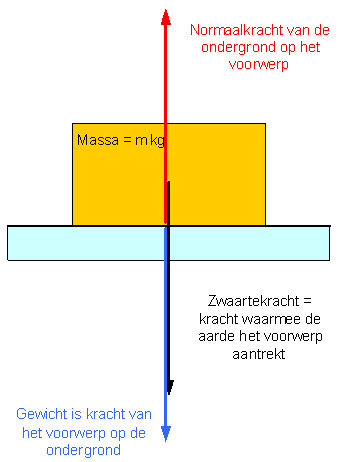 Normaalkracht van de
ondergrond op het
voorwerp
Massa = m kg
Zwaartekracht =
kracht waarmee de
aarde het voorwerp
aantrekt
Gewicht is kracht van
het voorwerp op de
ondergrond